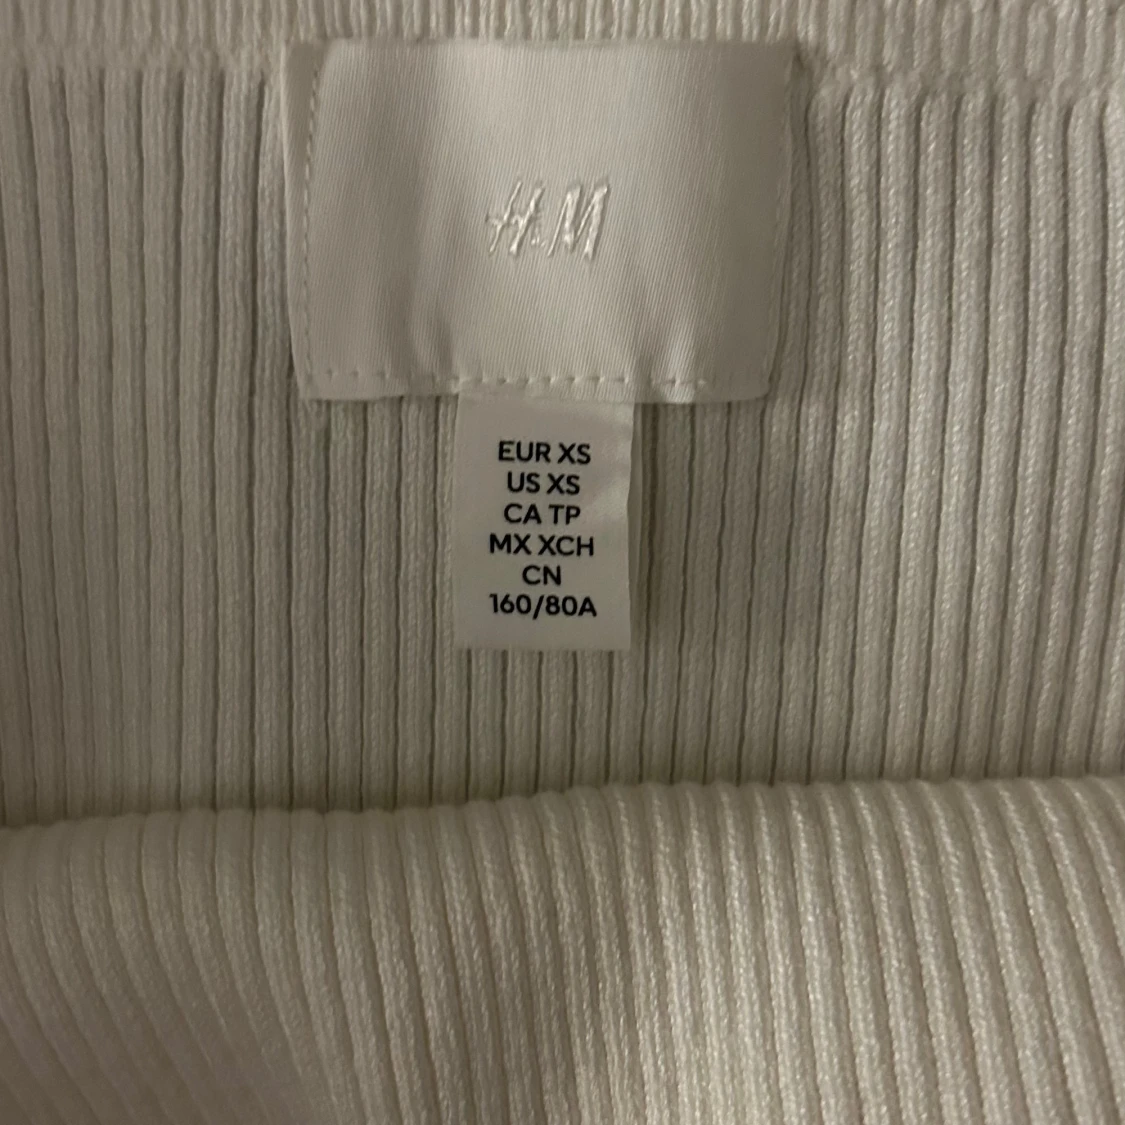 H.M
EUR XS
US XS
CA TP
MX XCH
CN
160/80A